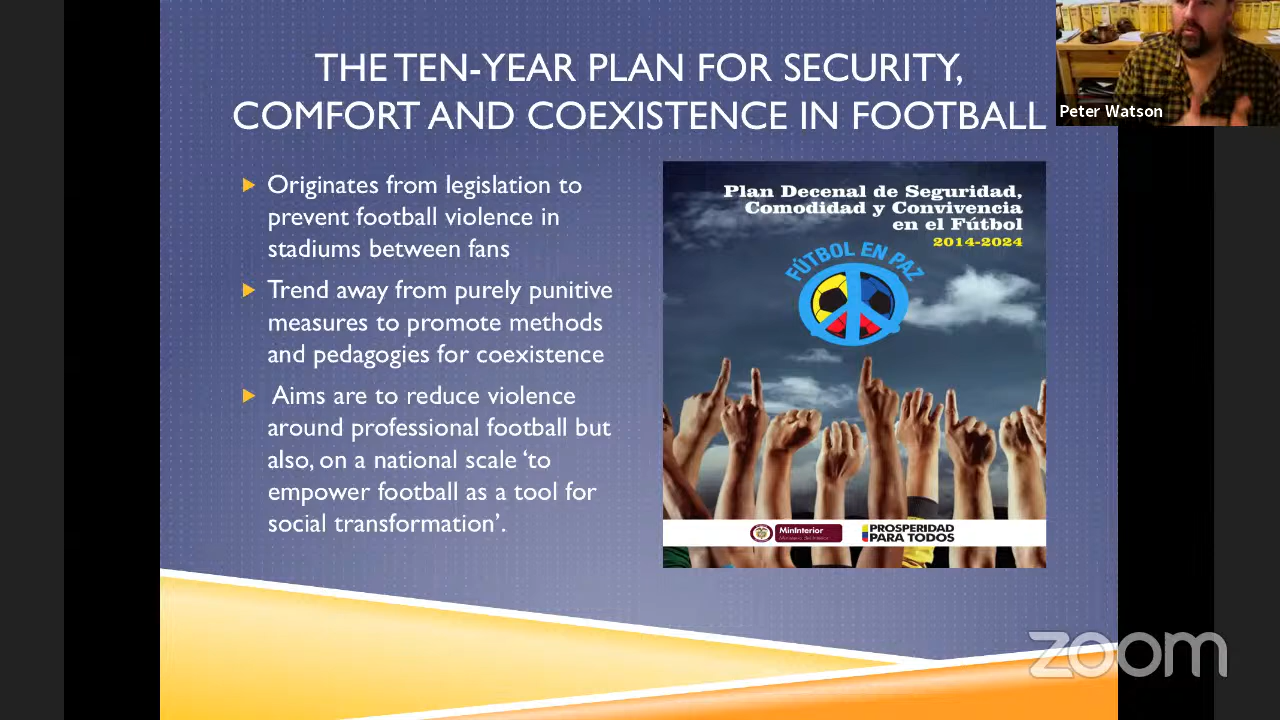 THE TEN-YEAR PLAN FOR SECURITY,
COMFORT AND COEXISTENCE IN FOOTBALL
Peter Watson
Originates from legislation to
prevent football violence in
stadiums between fans
Trend away from purely punitive
measures to promote methods
and pedagogies for coexistence
Aims are to reduce violence
around professional football but
also, on a national scale ‘to
empower football as a tool for
social transformation’.
Plan Decenal de Seguridad,
Comodidad y Convivencia
en el Fútbol
2014-2024
FÚTBOL EN PAZ
MinInterior
Ministerio del Interior
PROSPERIDAD
PARA TODOS
zoom